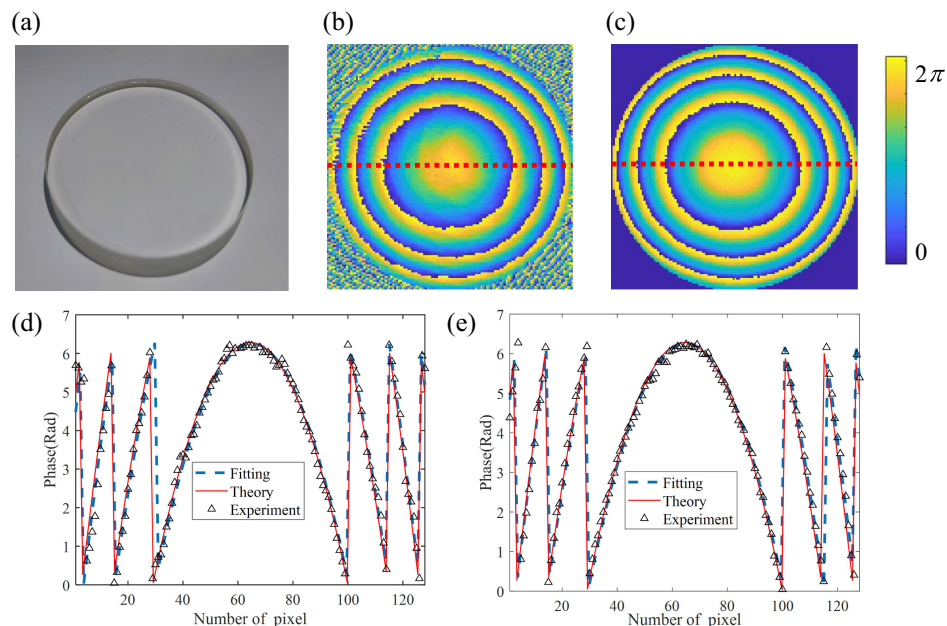 (a)
(b)
(c)
2π
0
(d)
7
6
5
4
3
2
1
0
Phase(Rad)
Fitting
Theory
Experiment
20
40
60
80
100
120
Number of pixel
(e)
7
6
5
4
3
2
1
0
Phase(Rad)
Fitting
Theory
Experiment
20
40
60
80
100
120
Number of pixel